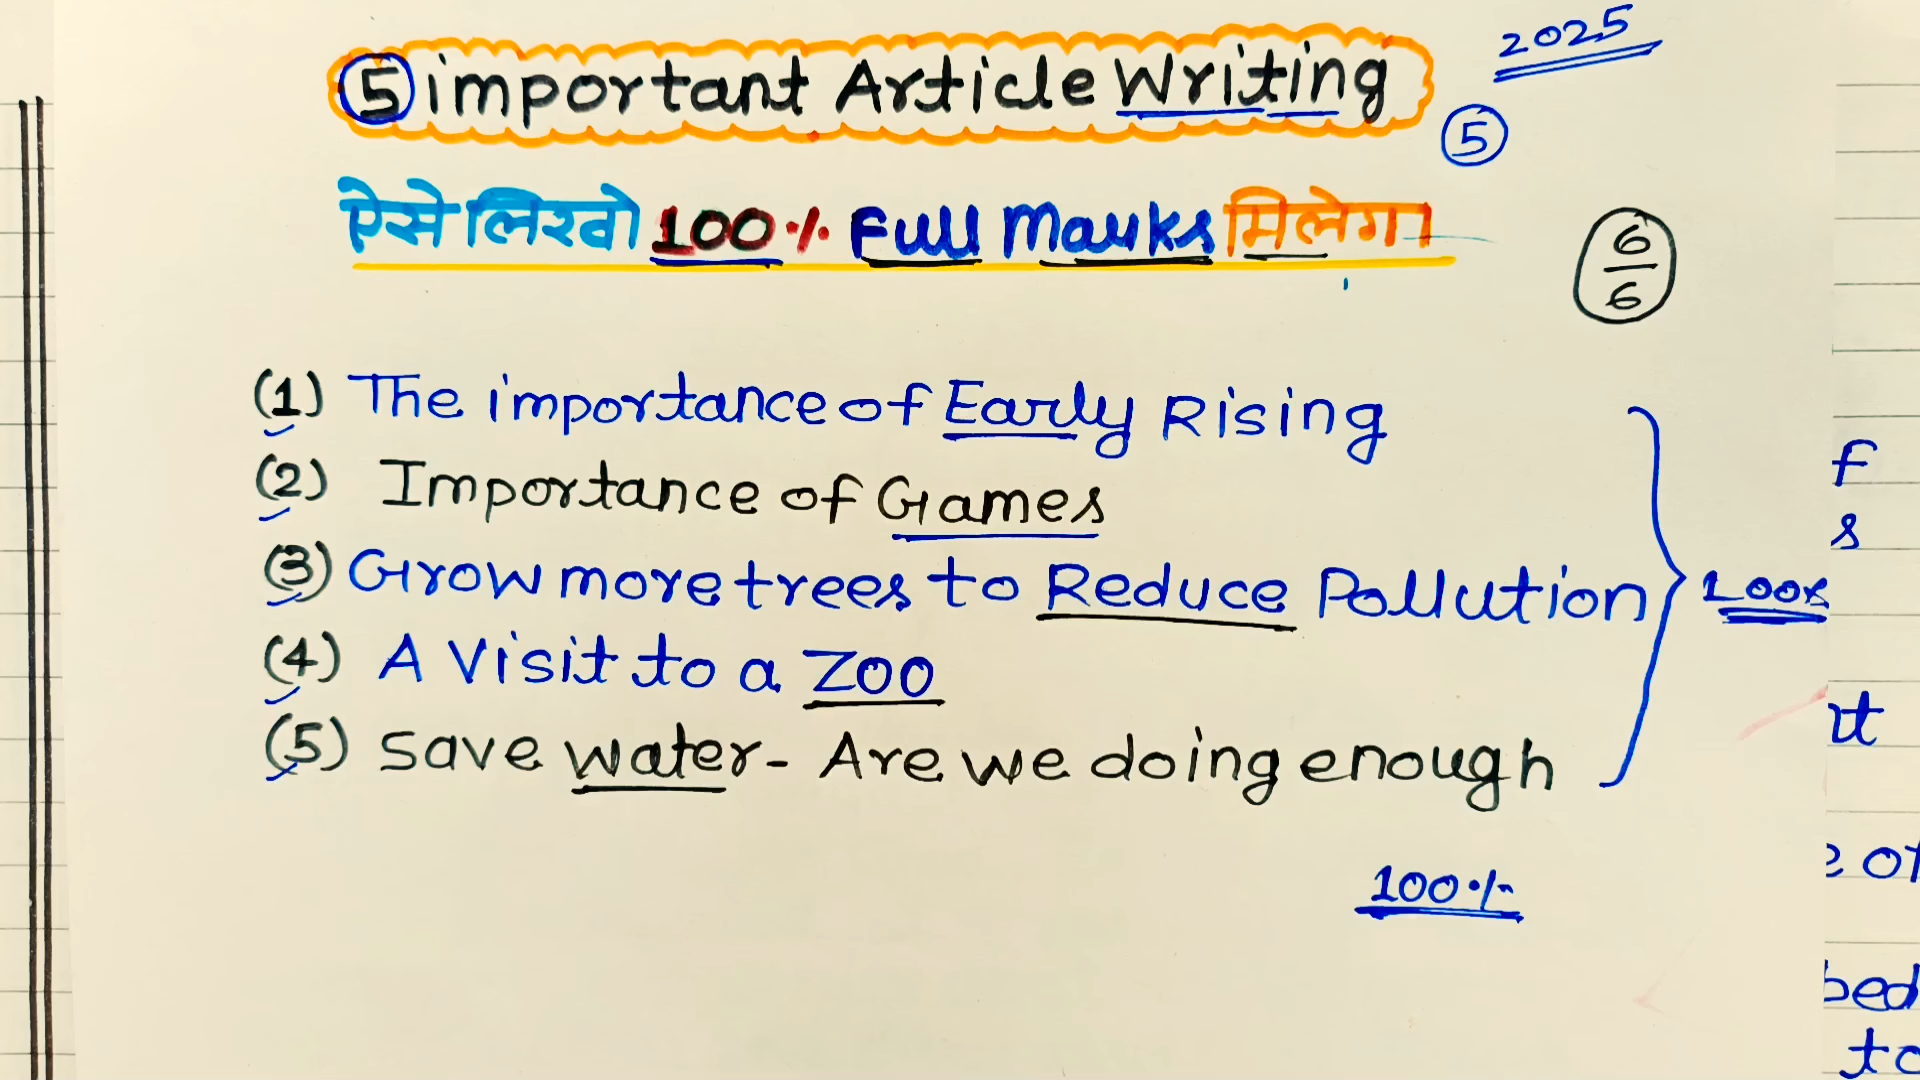 2025
⑤ important Article Writing
⑤
ऐसे लिखो 100% Full Marks मिलेगा
6/6
(1) The importance of Early Rising
(2) Importance of Games
(3) Grow more trees to Reduce Pollution
(4) A Visit to a Zoo
(5) Save water - Are we doing enough
100%
100%
f
s
bed
to